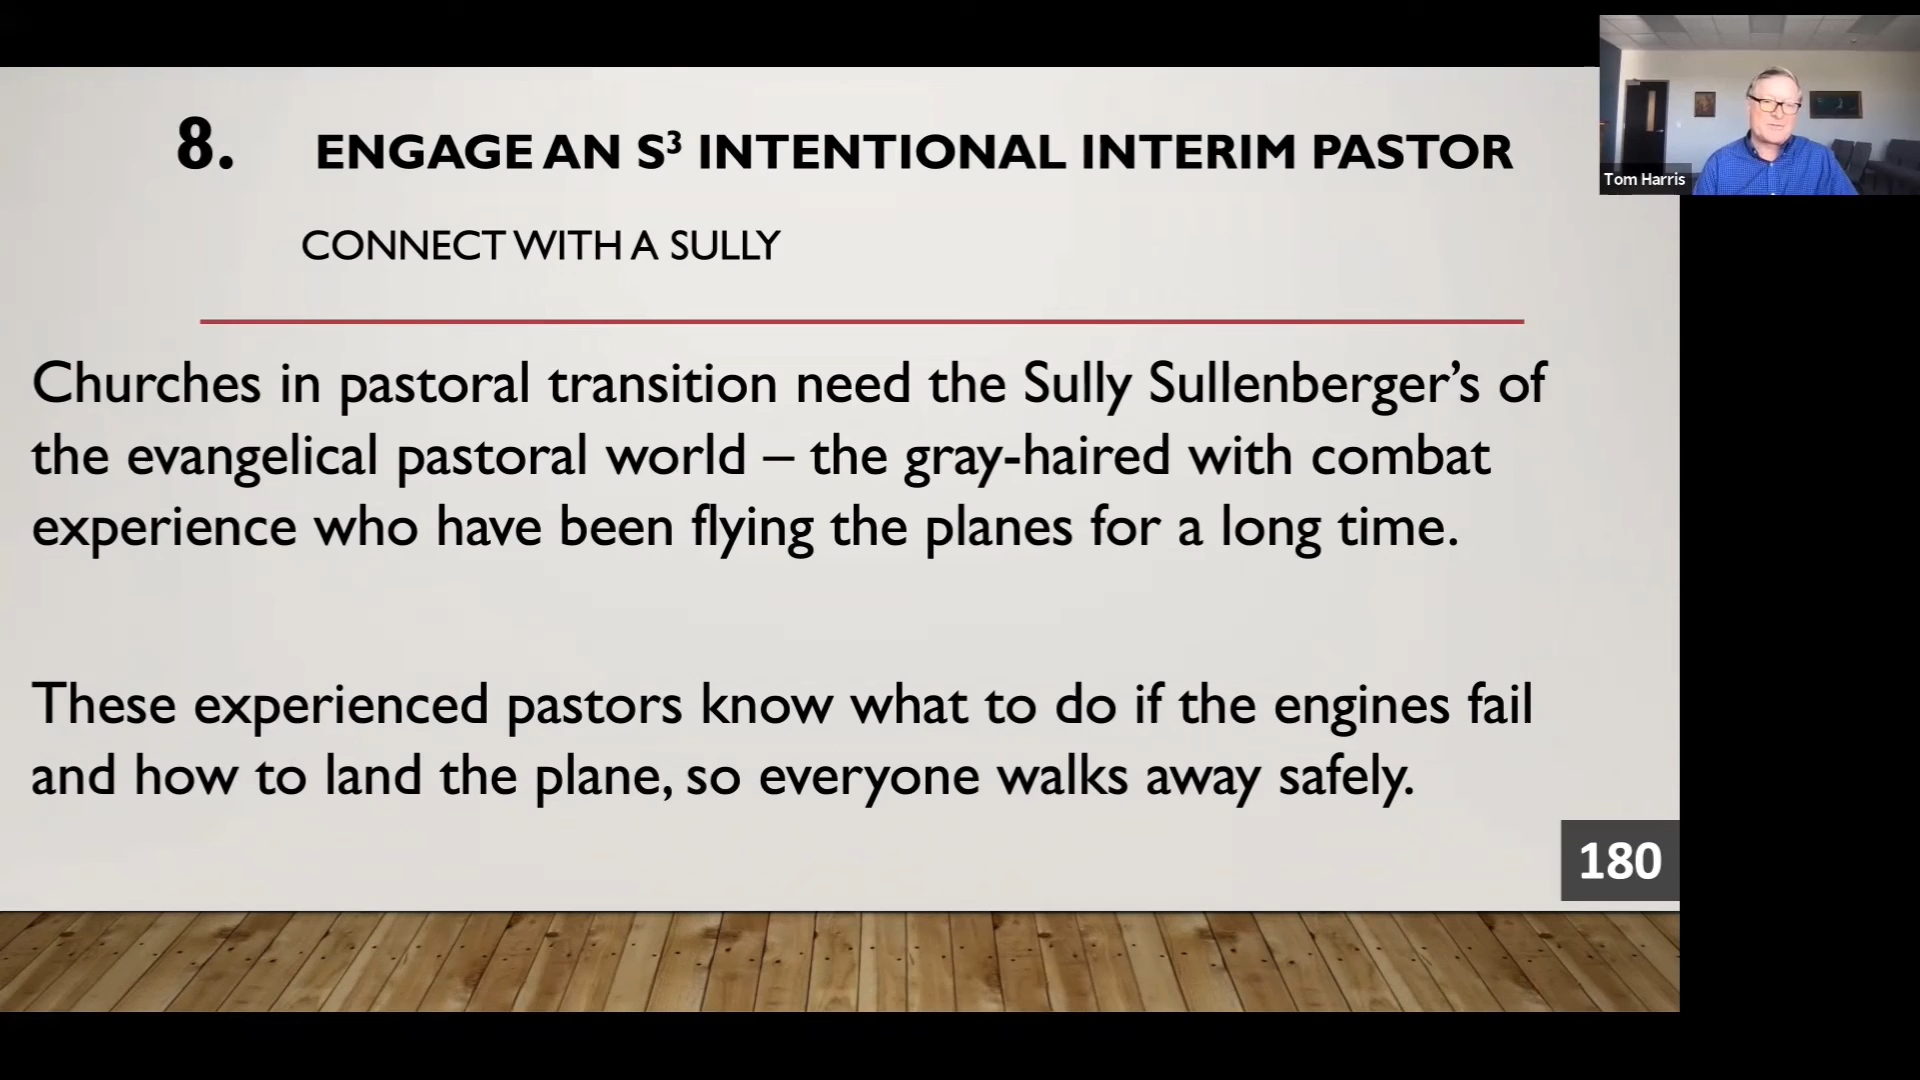 8. ENGAGE AN S³ INTENTIONAL INTERIM PASTOR
CONNECT WITH A SULLY
Churches in pastoral transition need the Sully Sullenberger’s of
the evangelical pastoral world – the gray-haired with combat
experience who have been flying the planes for a long time.
These experienced pastors know what to do if the engines fail
and how to land the plane, so everyone walks away safely.
180
Tom Harris